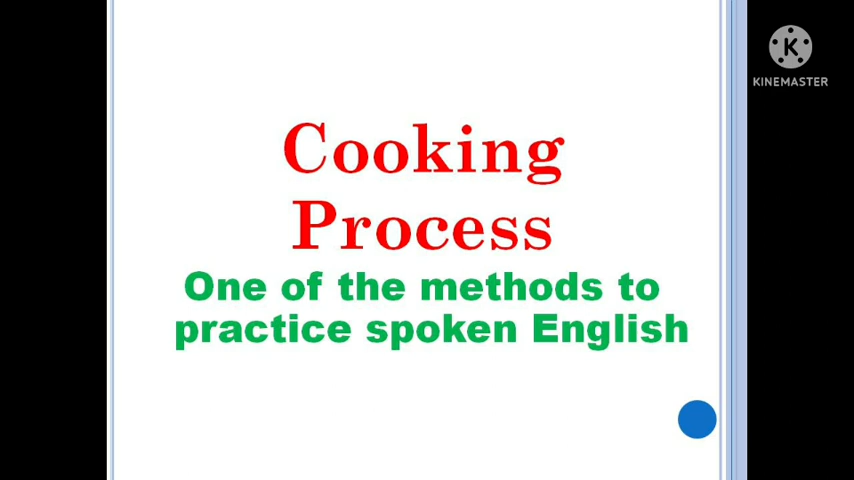 K
KINEMASTER
Cooking
Process
One of the methods to
practice spoken English